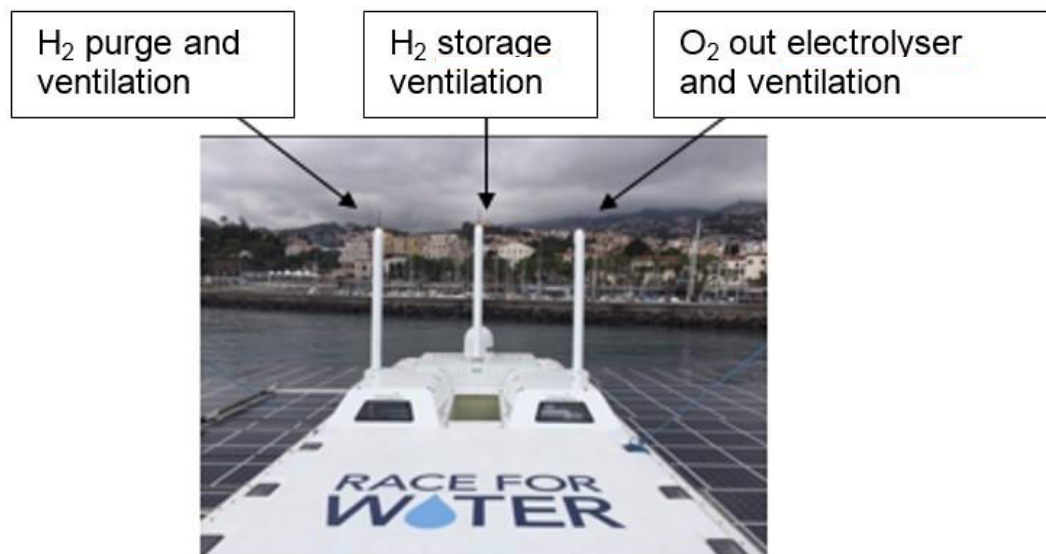 H₂ purge and
ventilation
H₂ storage
ventilation
O₂ out electrolyser
and ventilation
RACE FOR
WATER